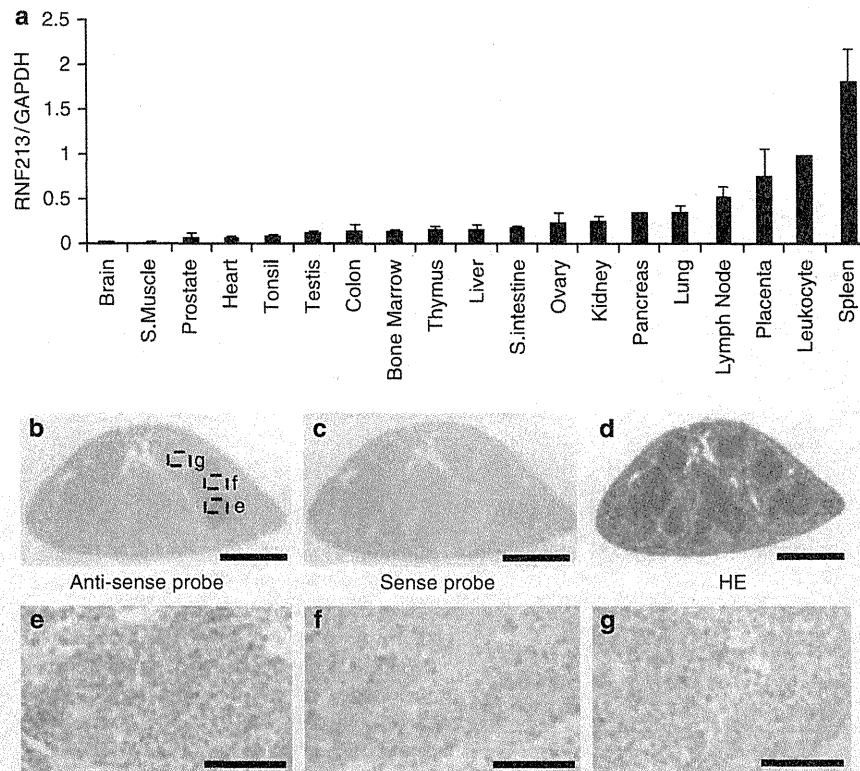 a
2.5
2
1.5
1
0.5
0
RNF213/GAPDH
Brain
S.Muscle
Prostate
Heart
Tonsil
Testis
Colon
Bone Marrow
Thymus
Liver
S.intestine
Ovary
Kidney
Pancreas
Lung
Lymph Node
Placenta
Leukocyte
Spleen
b
g
f
e
Anti-sense probe
c
Sense probe
d
HE
e
f
g